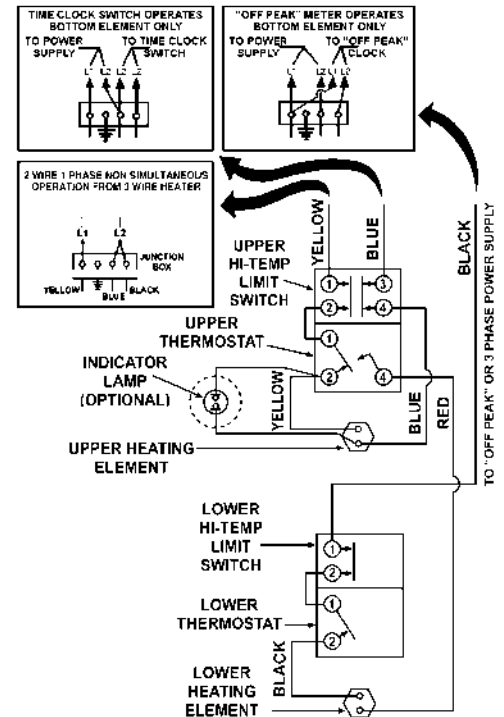 TIME CLOCK SWITCH OPERATES
BOTTOM ELEMENT ONLY
TO POWER
SUPPLY
TO TIME CLOCK
SWITCH
L1 L2 L2 L1
"OFF PEAK" METER OPERATES
BOTTOM ELEMENT ONLY
TO POWER
SUPPLY
TO "OFF PEAK"
CLOCK
L1 L2 L1 L2
2 WIRE 1 PHASE NON SIMULTANEOUS
OPERATION FROM 3 WIRE HEATER
L1 L2
JUNCTION
BOX
YELLOW
BLUE
BLACK
YELLOW
BLUE
BLACK
TO "OFF PEAK" OR 3 PHASE POWER SUPPLY
UPPER
HI-TEMP
LIMIT
SWITCH
1 3
2 4
UPPER
THERMOSTAT
1
2 4
INDICATOR
LAMP
(OPTIONAL)
YELLOW
BLUE
RED
UPPER HEATING
ELEMENT
LOWER
HI-TEMP
LIMIT
SWITCH
1
2
LOWER
THERMOSTAT
1
2
BLACK
LOWER
HEATING
ELEMENT